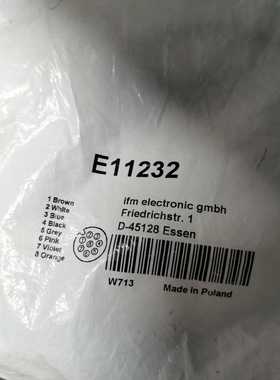 E11232
1 Brown
2 White
3 Blue
4 Black
5 Grey
6 Pink
7 Violet
8 Orange
ifm electronic gmbh
Friedrichstr. 1
D-45128 Essen
W713
Made in Poland